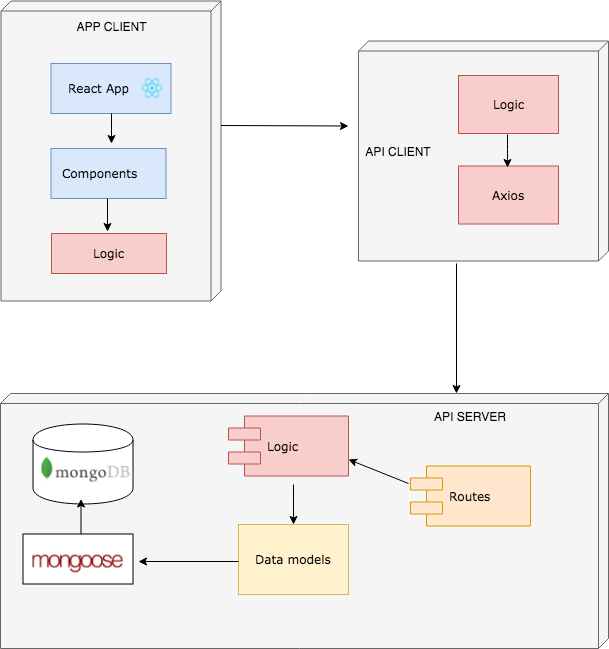 APP CLIENT
React App
Components
Logic
API CLIENT
Logic
Axios
API SERVER
mongoDB
Logic
Routes
mongoose
Data models